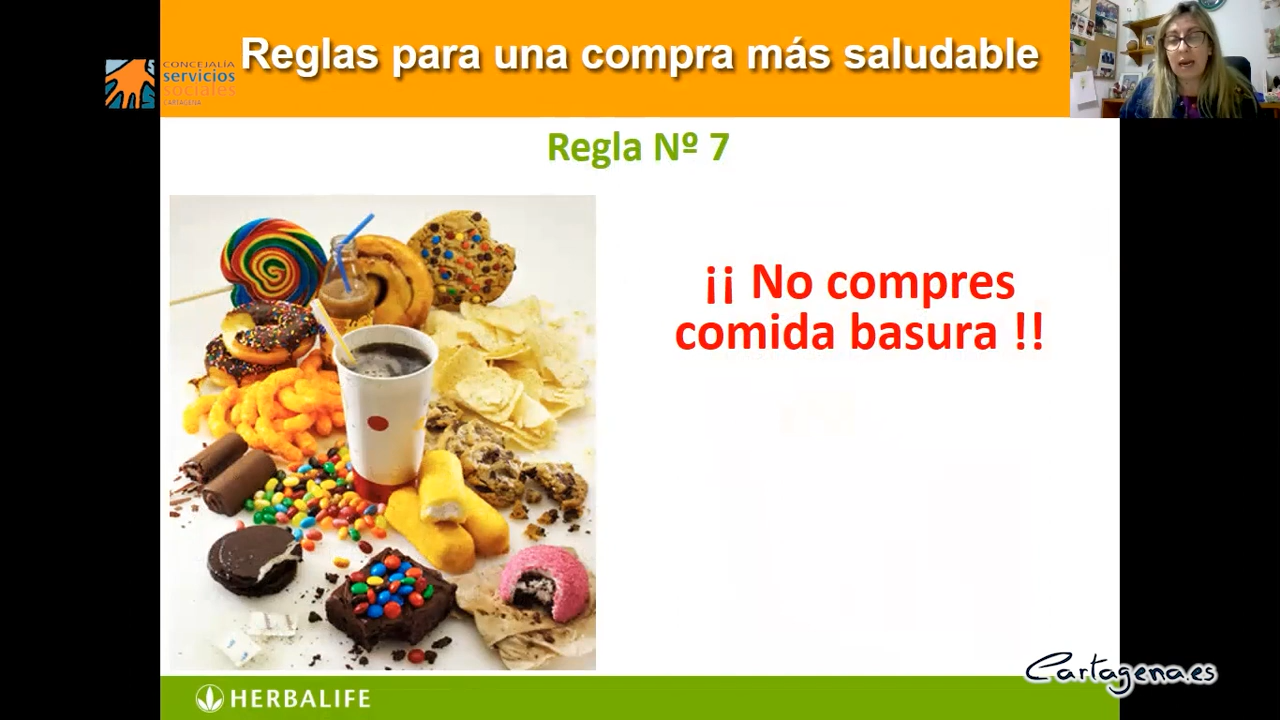 Reglas para una compra más saludable
CONCEJALÍA
servicios
sociales
CARTAGENA
Regla Nº 7
¡¡ No compres
comida basura !!
Cartagena.es
HERBALIFE